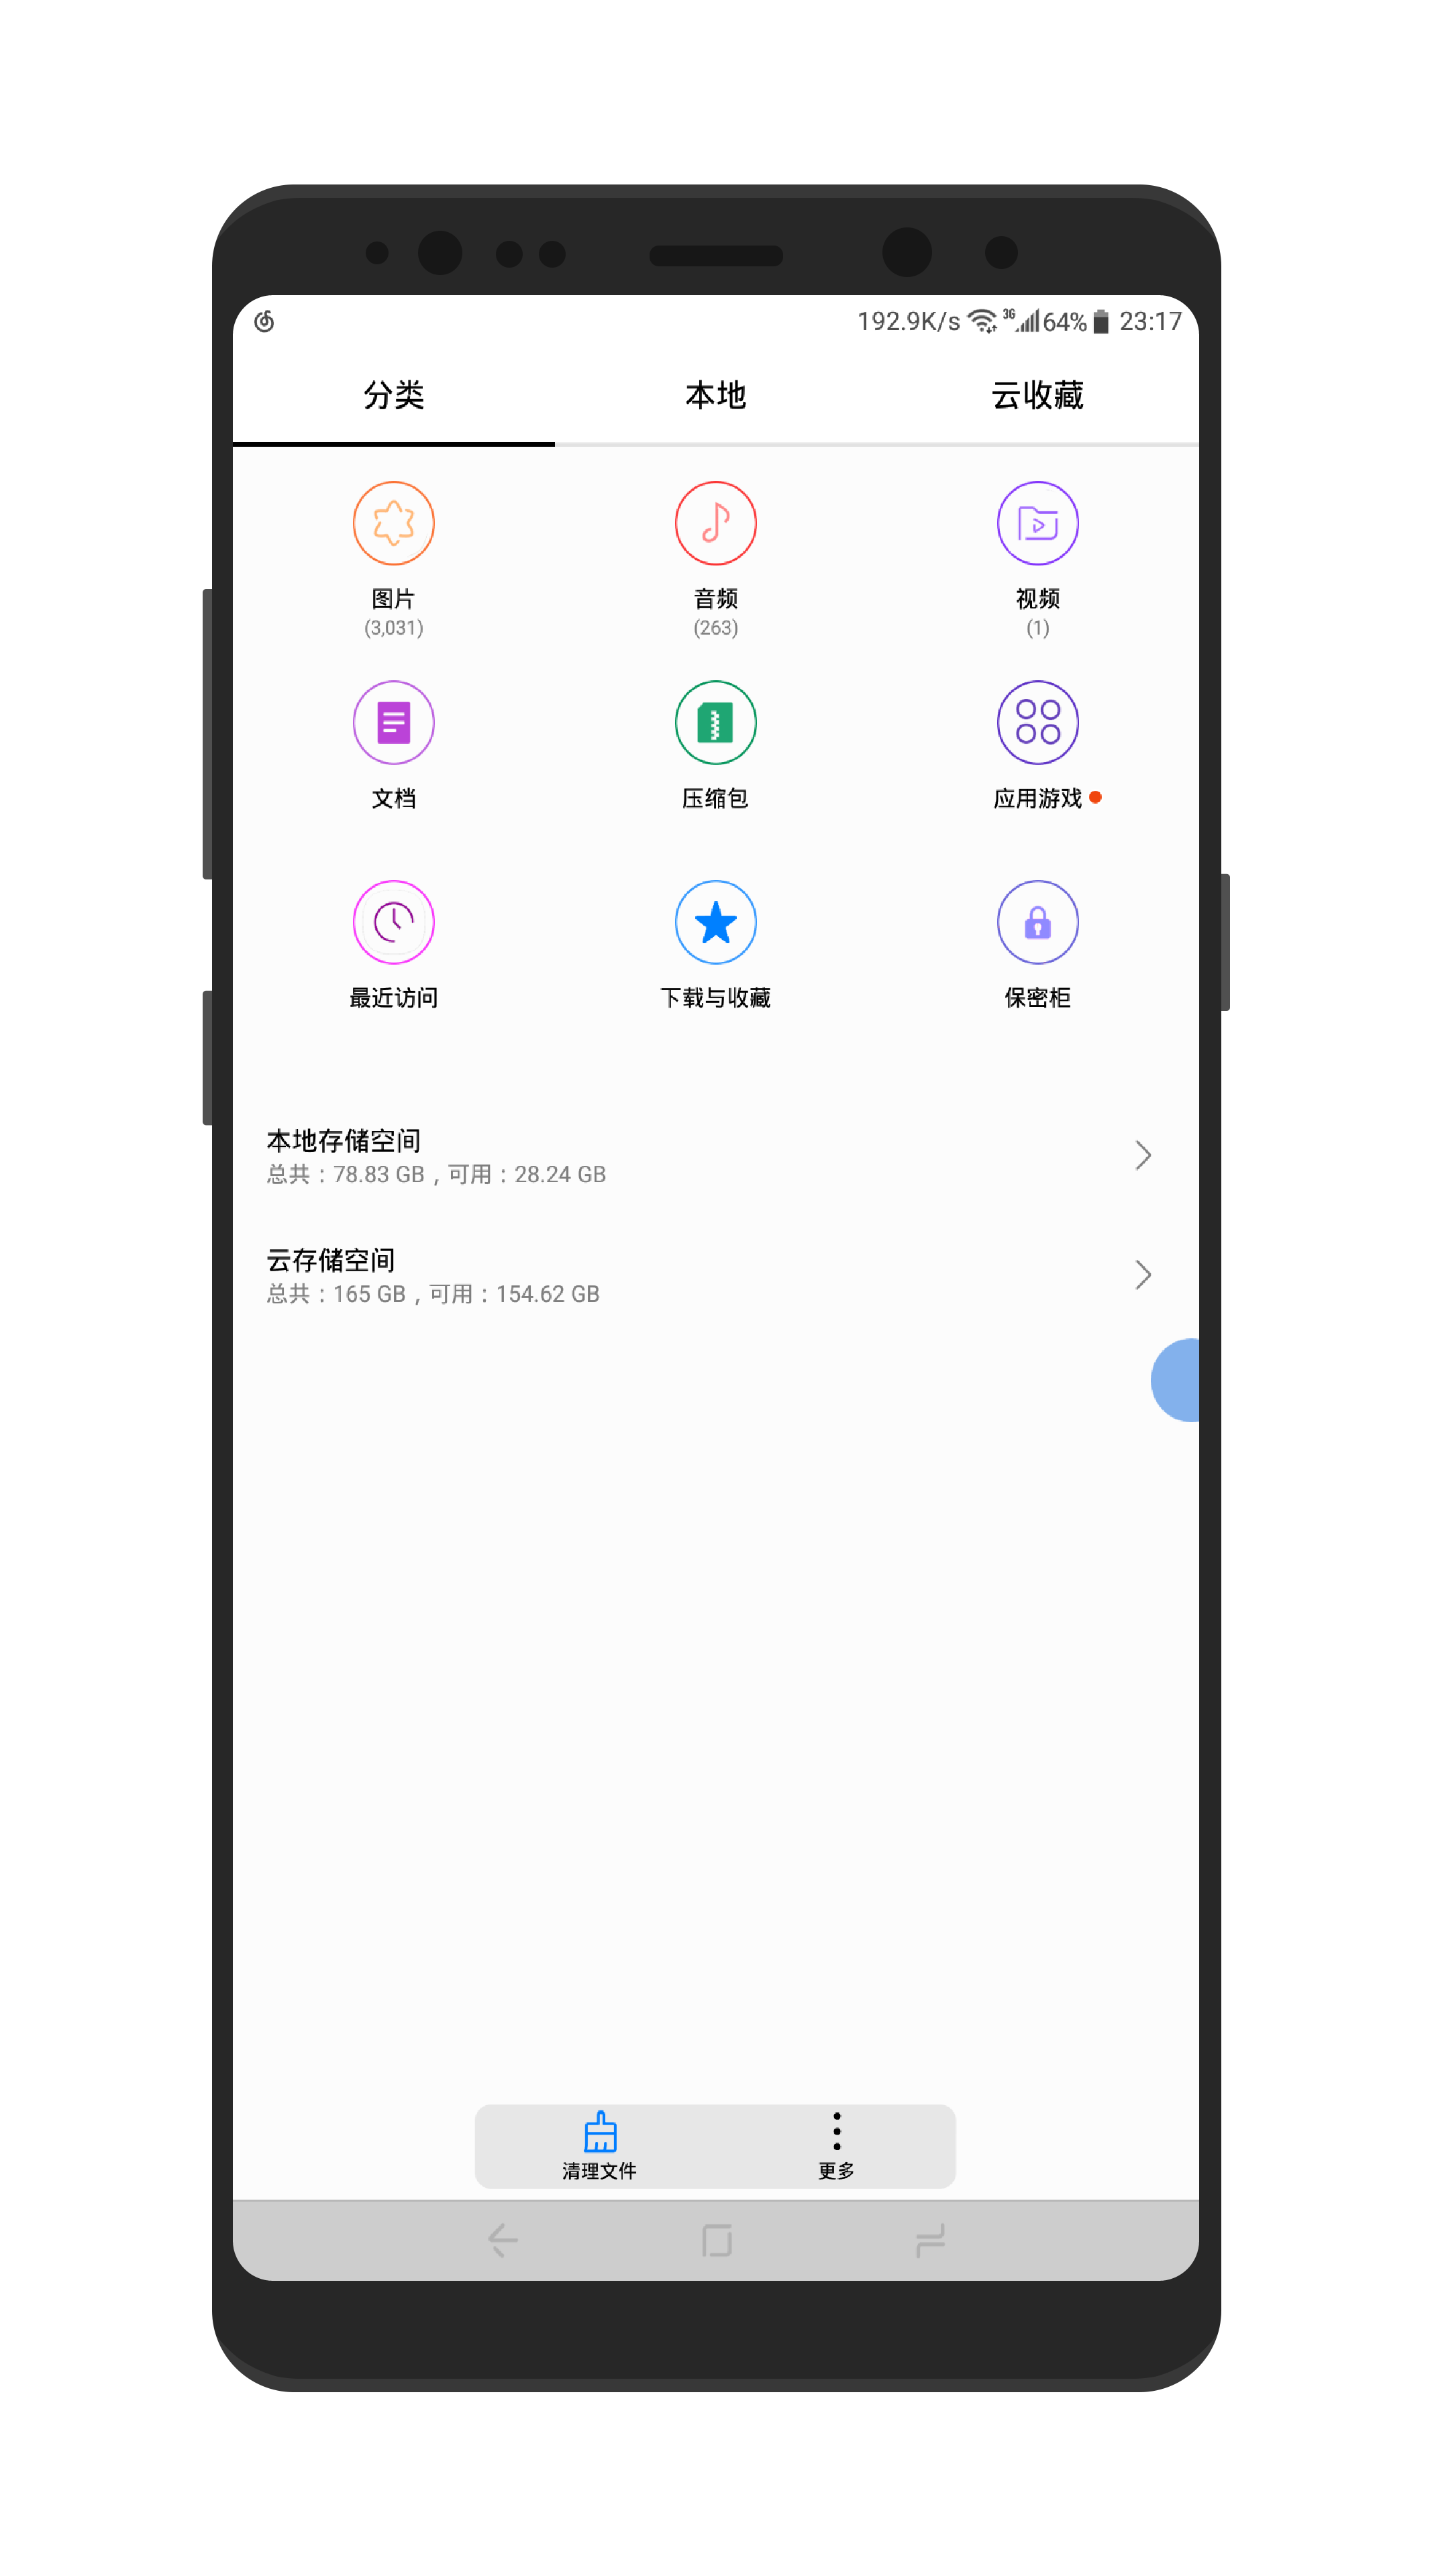 192.9K/s 3G 64% 23:17
分类 本地 云收藏
图片 音频 视频
(3,031) (263) (1)
文档 压缩包 应用游戏
最近访问 下载与收藏 保密柜
本地存储空间
总共：78.83 GB，可用：28.24 GB
云存储空间
总共：165 GB，可用：154.62 GB
清理文件 更多